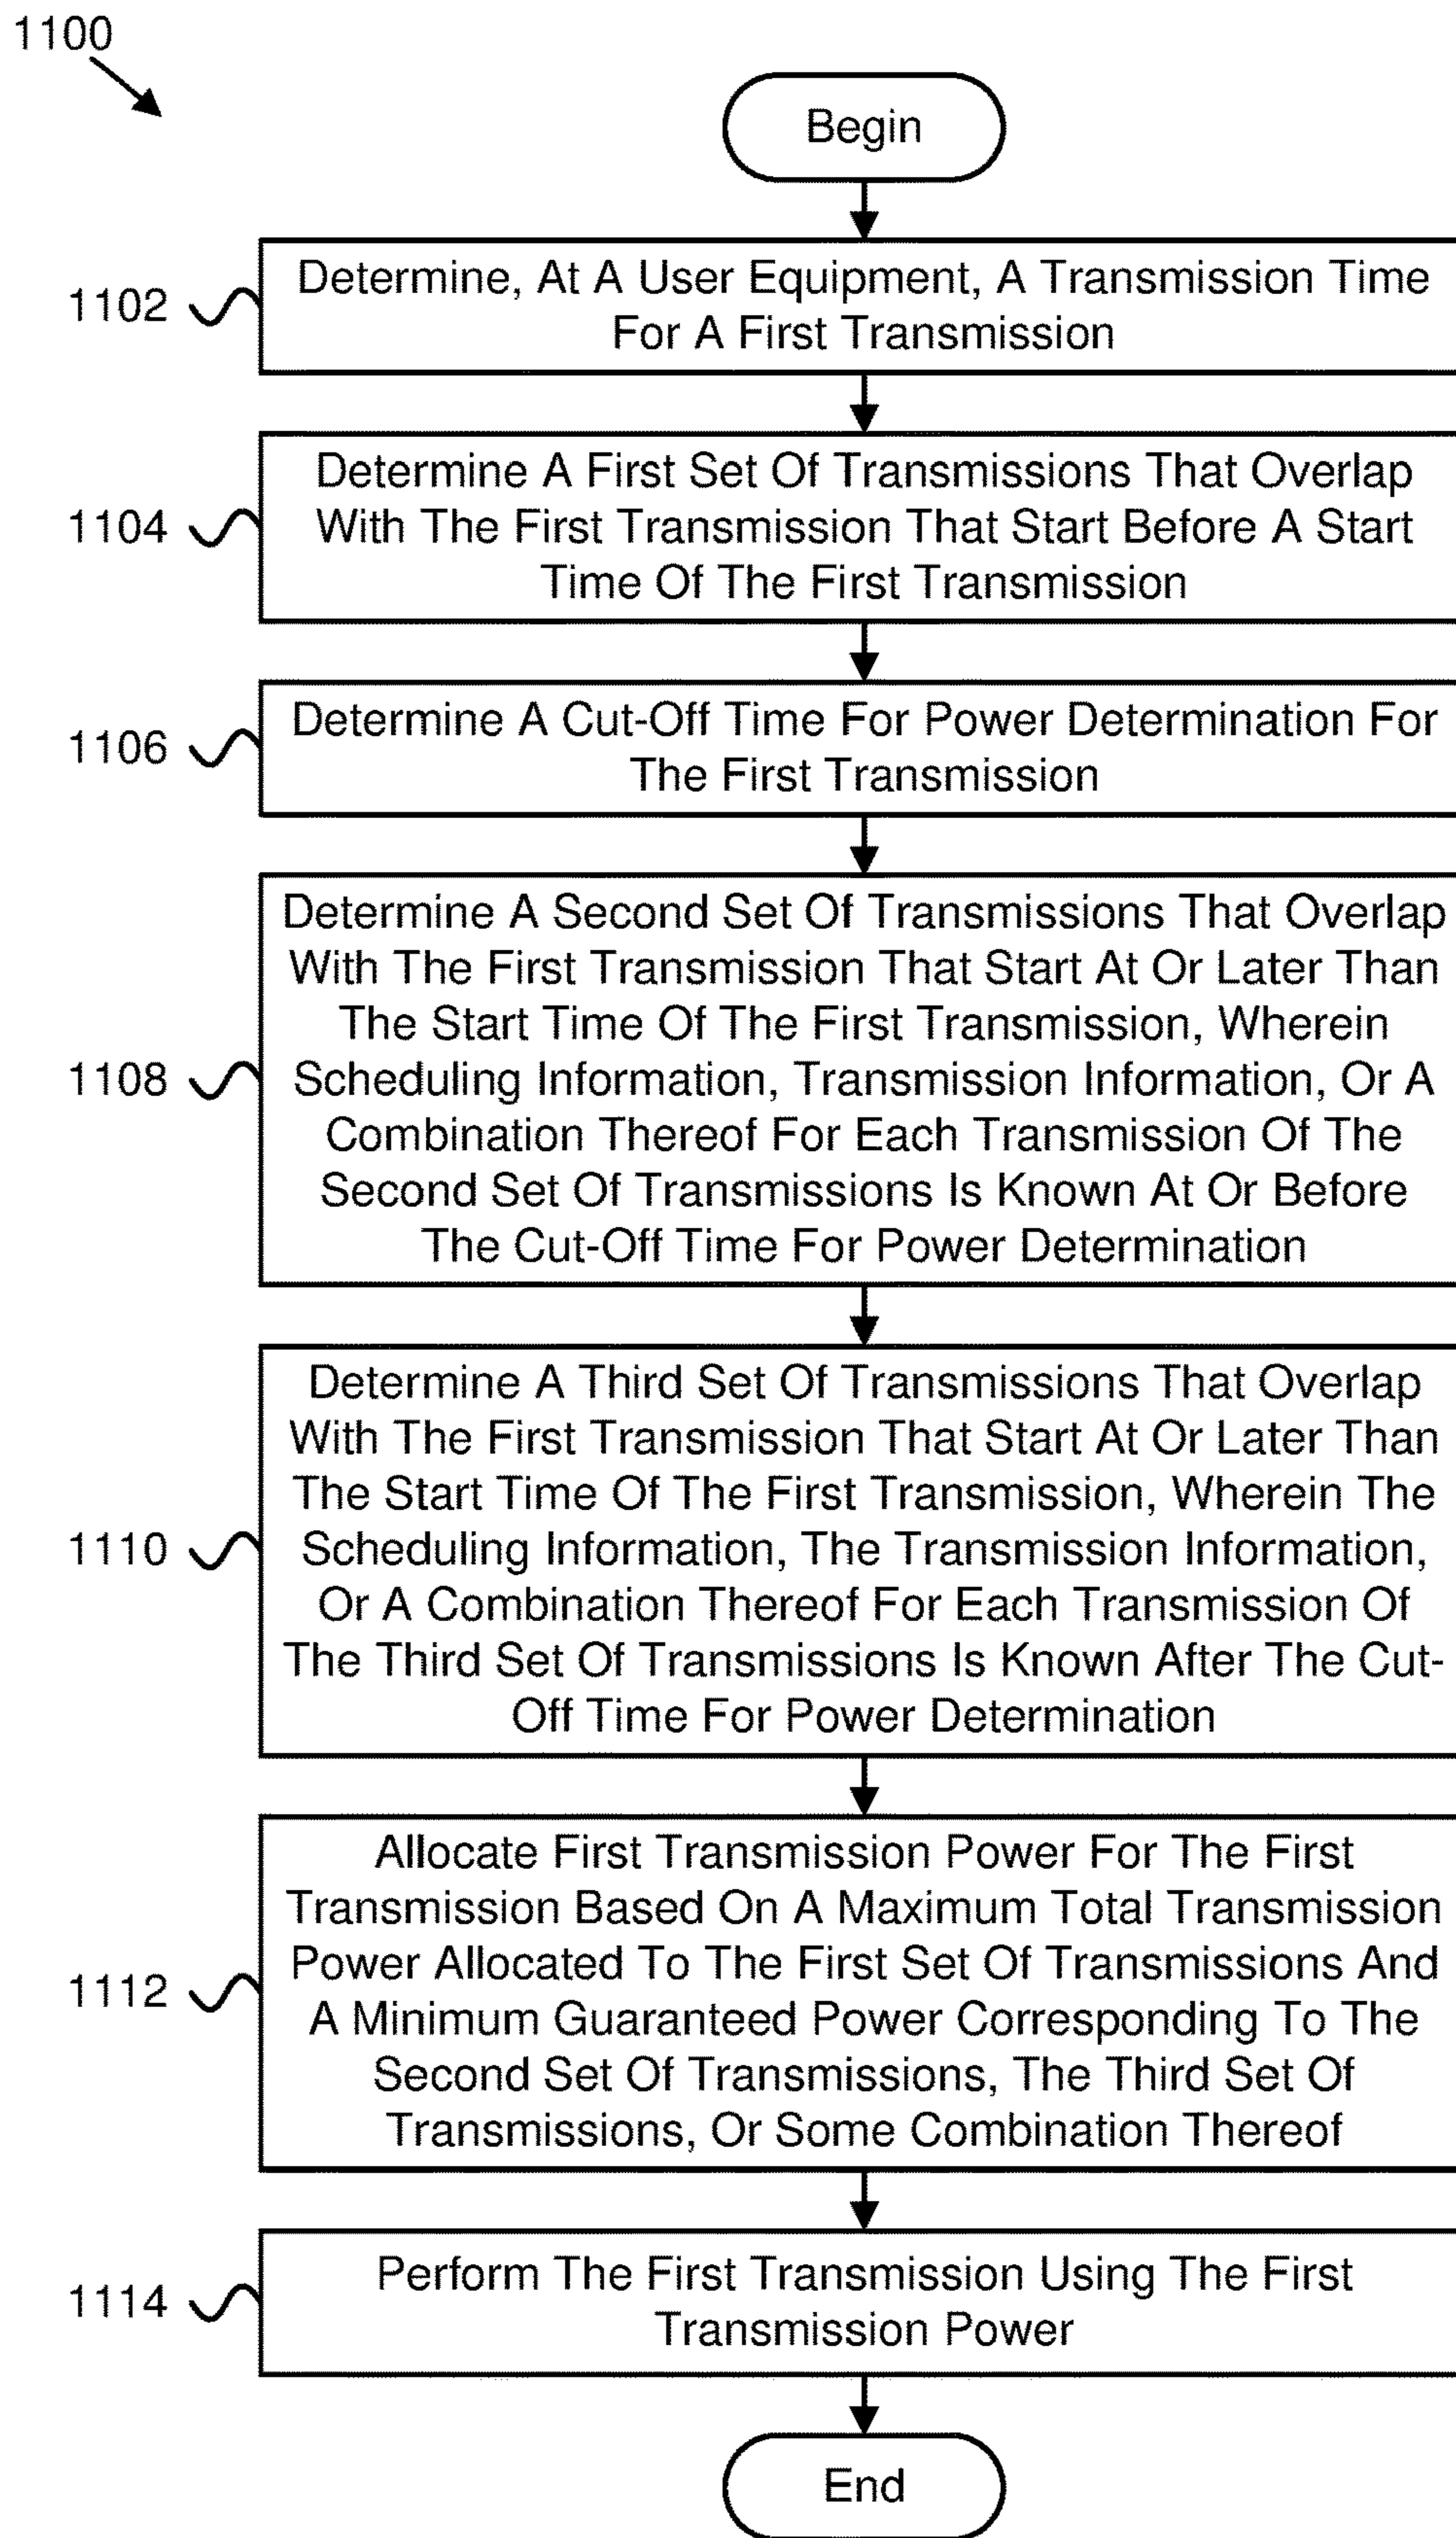 1100
Begin
1102
Determine, At A User Equipment, A Transmission Time
For A First Transmission
1104
Determine A First Set Of Transmissions That Overlap
With The First Transmission That Start Before A Start
Time Of The First Transmission
1106
Determine A Cut-Off Time For Power Determination For
The First Transmission
1108
Determine A Second Set Of Transmissions That Overlap
With The First Transmission That Start At Or Later Than
The Start Time Of The First Transmission, Wherein
Scheduling Information, Transmission Information, Or A
Combination Thereof For Each Transmission Of The
Second Set Of Transmissions Is Known At Or Before
The Cut-Off Time For Power Determination
1110
Determine A Third Set Of Transmissions That Overlap
With The First Transmission That Start At Or Later Than
The Start Time Of The First Transmission, Wherein The
Scheduling Information, The Transmission Information,
Or A Combination Thereof For Each Transmission Of
The Third Set Of Transmissions Is Known After The Cut-
Off Time For Power Determination
1112
Allocate First Transmission Power For The First
Transmission Based On A Maximum Total Transmission
Power Allocated To The First Set Of Transmissions And
A Minimum Guaranteed Power Corresponding To The
Second Set Of Transmissions, The Third Set Of
Transmissions, Or Some Combination Thereof
1114
Perform The First Transmission Using The First
Transmission Power
End